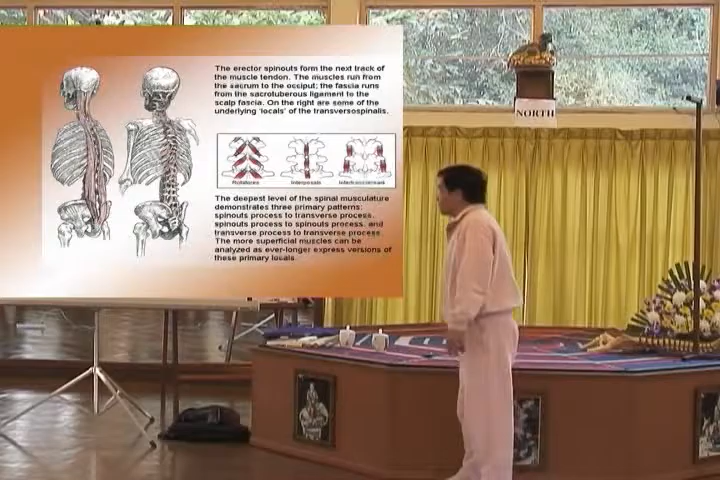 The erector spinouts form the next track of
the muscle tendon. The muscles run from
the sacrum to the occiput; the fascia runs
from the sacrotuberous ligament to the
scalp fascia. On the right are some of the
underlying 'locals' of the transversospinalis.
NORTH
Rotatores
Interspinals
Intertransversarii
The deepest level of the spinal musculature
demonstrates three primary patterns:
spinouts process to transverse process,
spinouts process to spinouts process, and
transverse process to transverse process.
The more superficial muscles can be
analyzed as ever-longer express versions of
these primary locals.